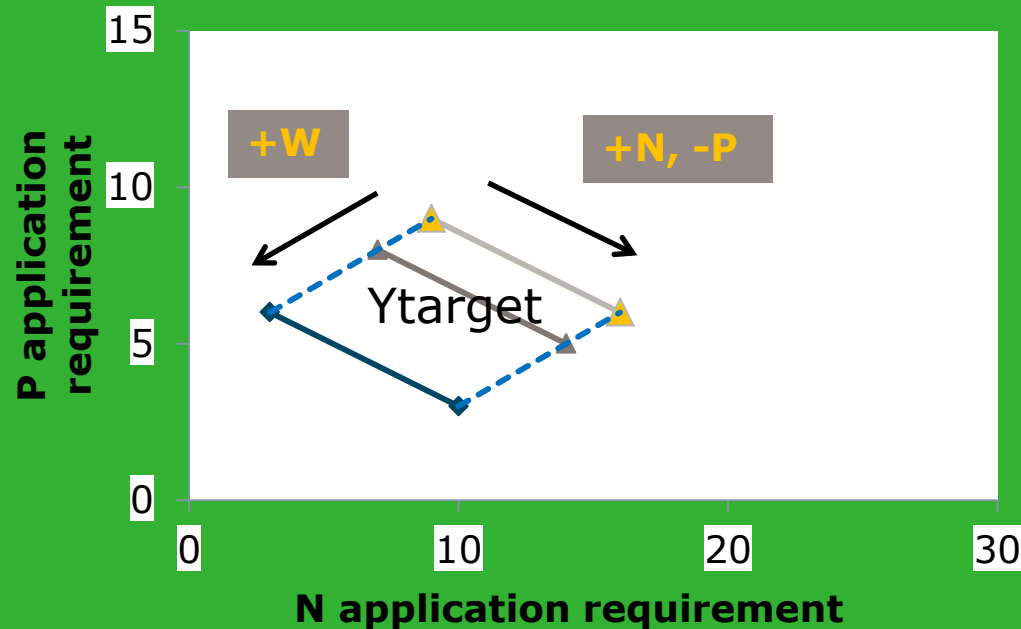 15
+W
+N, -P
10
P application
requirement
Ytarget
5
0
0
10
20
30
N application requirement